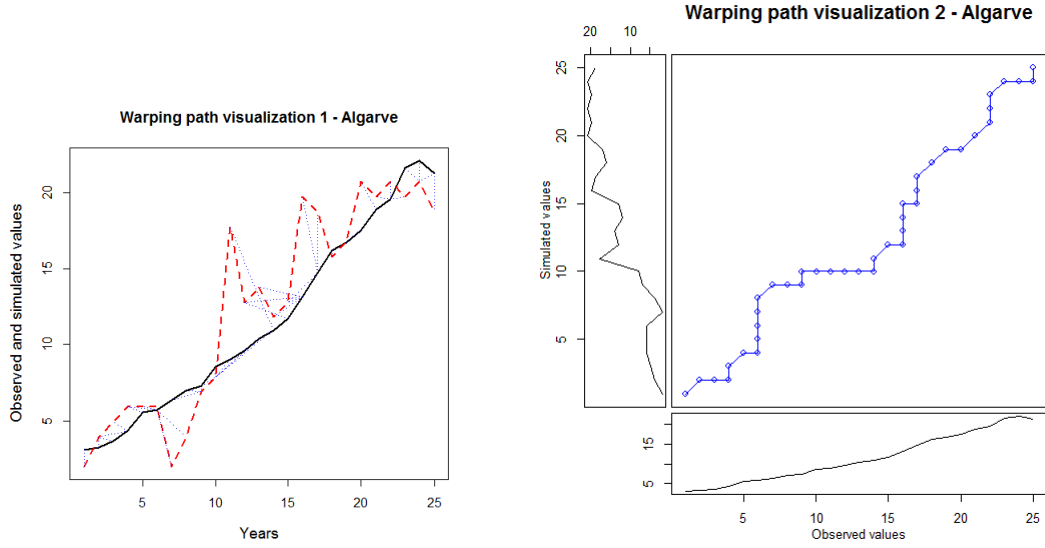 Warping path visualization 1 - Algarve
Observed and simulated values
20
15
10
5
5 10 15 20 25
Years
Warping path visualization 2 - Algarve
20 10
Simulated values
25
20
15
10
5
15
5
5 10 15 20 25
Observed values